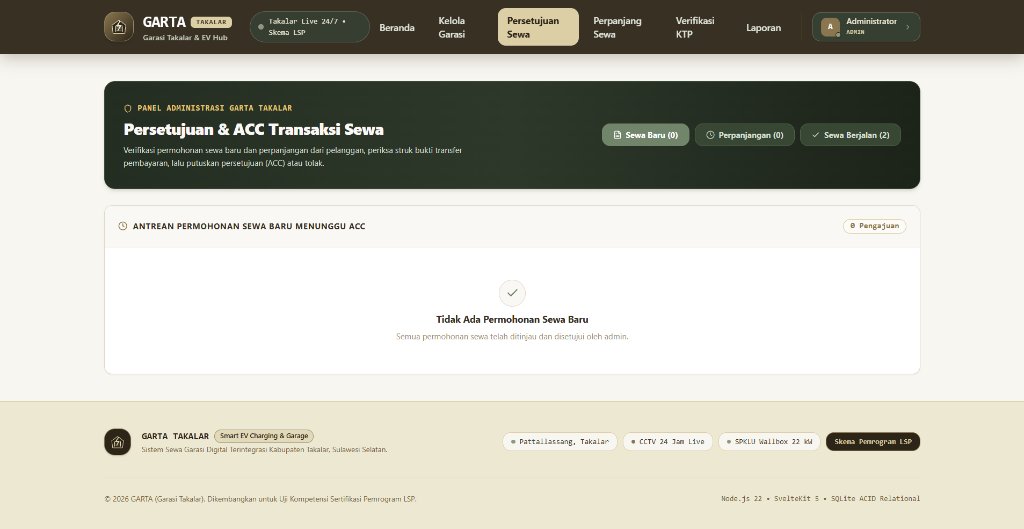 GARTA TAKALAR
Garasi Takalar & EV Hub
Takalar Live 24/7 •
Skema LSP
Beranda
Kelola
Garasi
Persetujuan
Sewa
Perpanjang
Sewa
Verifikasi
KTP
Laporan
A
Administrator
ADMIN
PANEL ADMINISTRASI GARTA TAKALAR
Persetujuan & ACC Transaksi Sewa
Verifikasi permohonan sewa baru dan perpanjangan dari pelanggan, periksa struk bukti transfer
pembayaran, lalu putuskan persetujuan (ACC) atau tolak.
Sewa Baru (0)
Perpanjangan (0)
Sewa Berjalan (2)
ANTREAN PERMOHONAN SEWA BARU MENUNGGU ACC
0 Pengajuan
Tidak Ada Permohonan Sewa Baru
Semua permohonan sewa telah ditinjau dan disetujui oleh admin.
GARTA TAKALAR Smart EV Charging & Garage
Sistem Sewa Garasi Digital Terintegrasi Kabupaten Takalar, Sulawesi Selatan.
Pattallassang, Takalar
CCTV 24 Jam Live
SPKLU Wallbox 22 kW
Skema Pemrogram LSP
© 2026 GARTA (Garasi Takalar). Dikembangkan untuk Uji Kompetensi Sertifikasi Pemrogram LSP.
Node.js 22 • SvelteKit 5 • SQLite ACID Relational